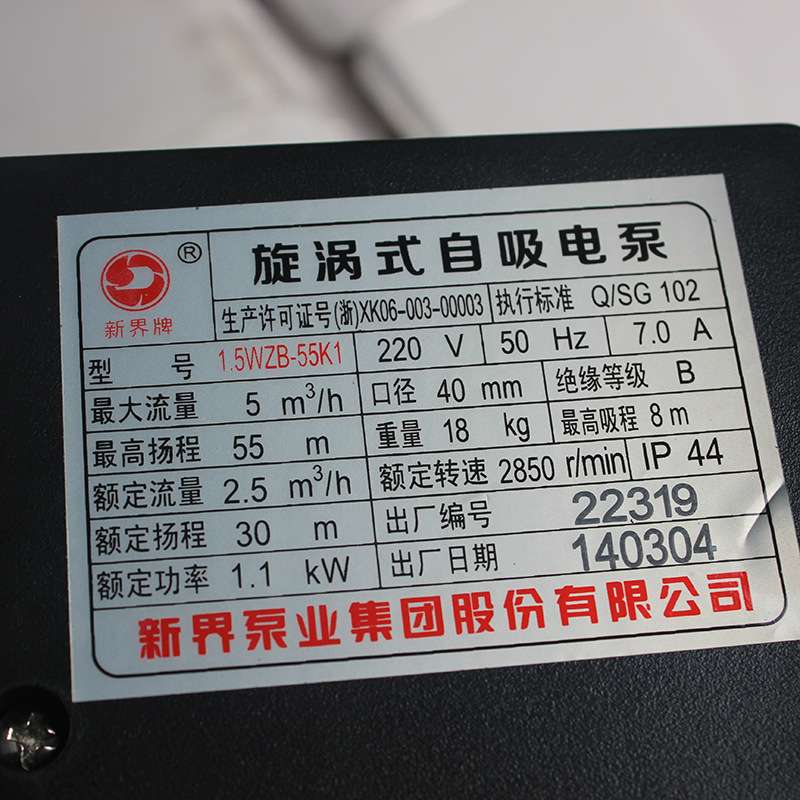 旋涡式自吸电泵
®
新界牌
生产许可证号(浙)XK06-003-00003 执行标准 Q/SG 102
型 号 1.5WZB-55K1 220 V 50 Hz 7.0 A
最大流量 5 m³/h 口径 40 mm 绝缘等级 B
最高扬程 55 m 重量 18 kg 最高吸程 8 m
额定流量 2.5 m³/h 额定转速 2850 r/min IP 44
额定扬程 30 m 出厂编号 22319
额定功率 1.1 kW 出厂日期 140304
新界泵业集团股份有限公司